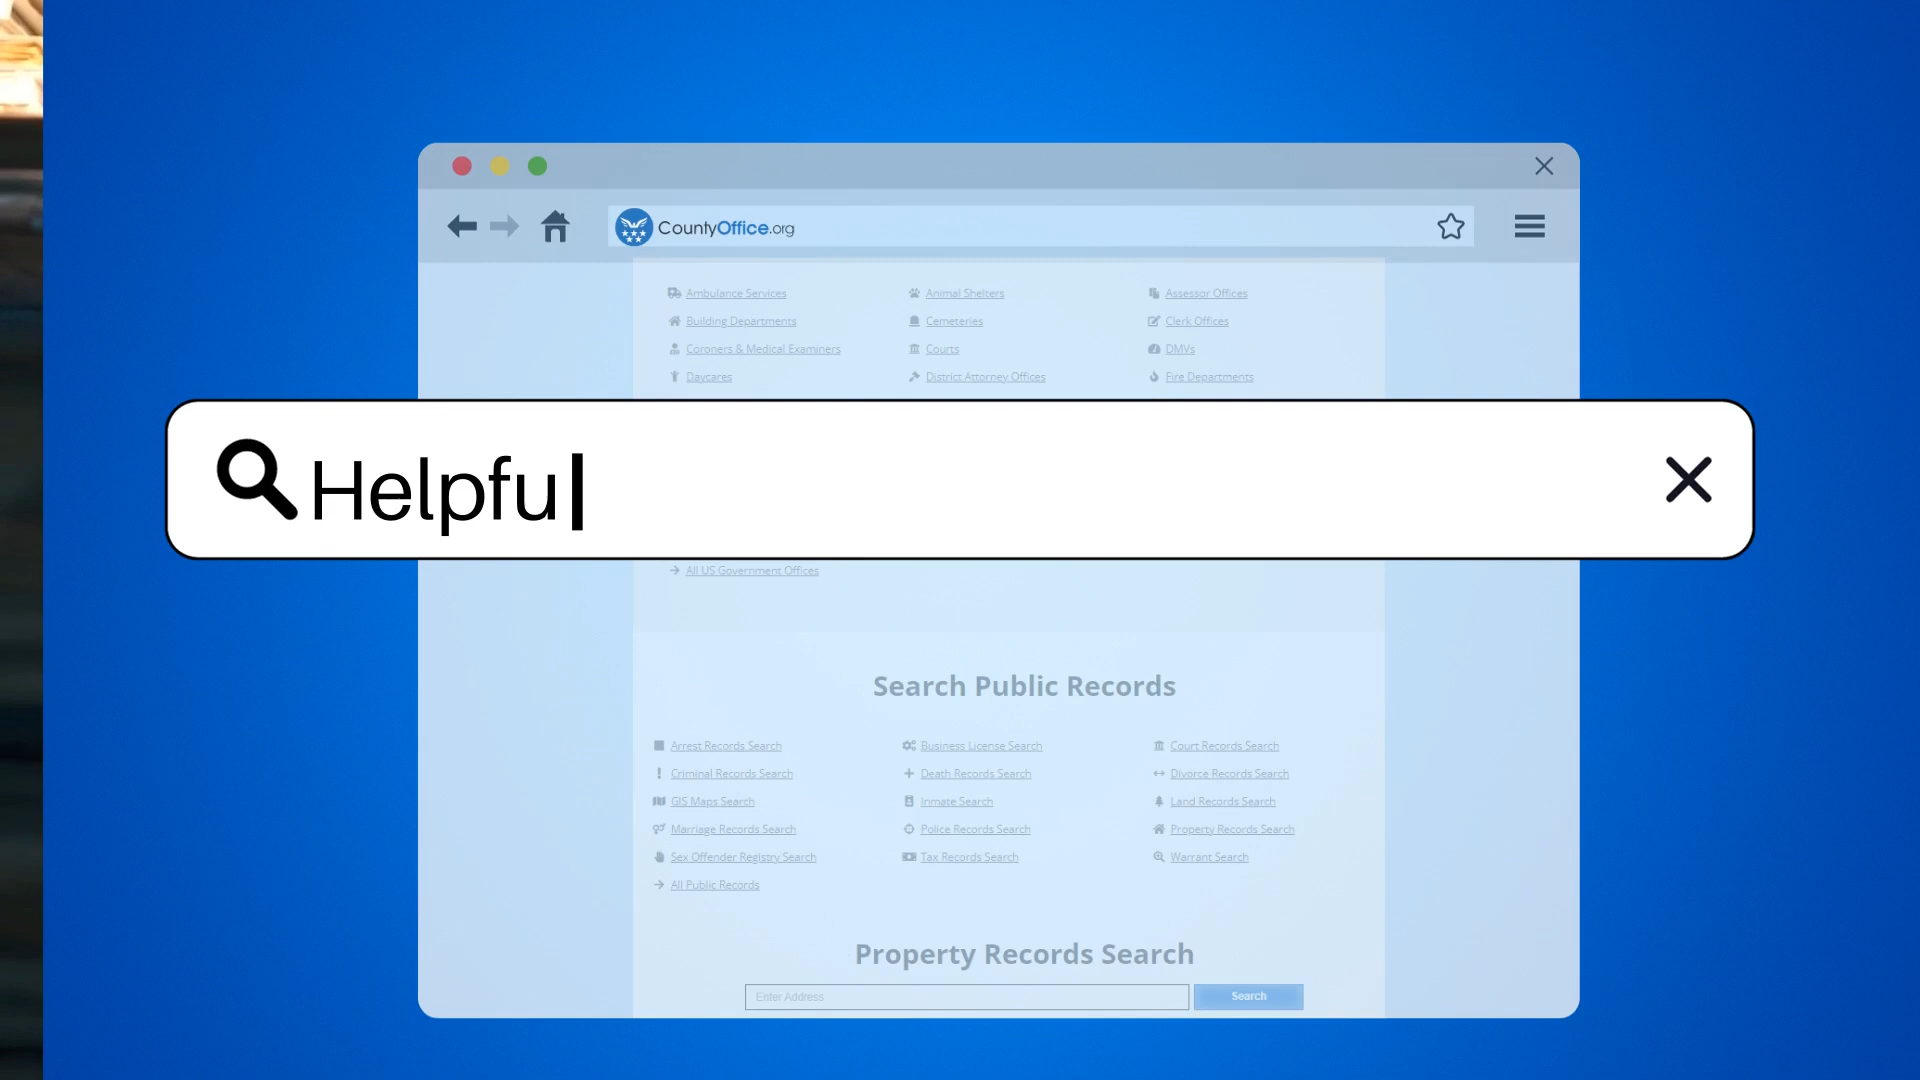 CountyOffice.org
Ambulance Services Animal Shelters Assessor Offices
Building Departments Cemeteries Clerk Offices
Coroners & Medical Examiners Courts DMVs
Daycares District Attorney Offices Fire Departments
Helpfu
All US Government Offices
Search Public Records
Arrest Records Search Business License Search Court Records Search
Criminal Records Search Death Records Search Divorce Records Search
GIS Maps Search Inmate Search Land Records Search
Marriage Records Search Police Records Search Property Records Search
Sex Offender Registry Search Tax Records Search Warrant Search
All Public Records
Property Records Search
Enter Address Search